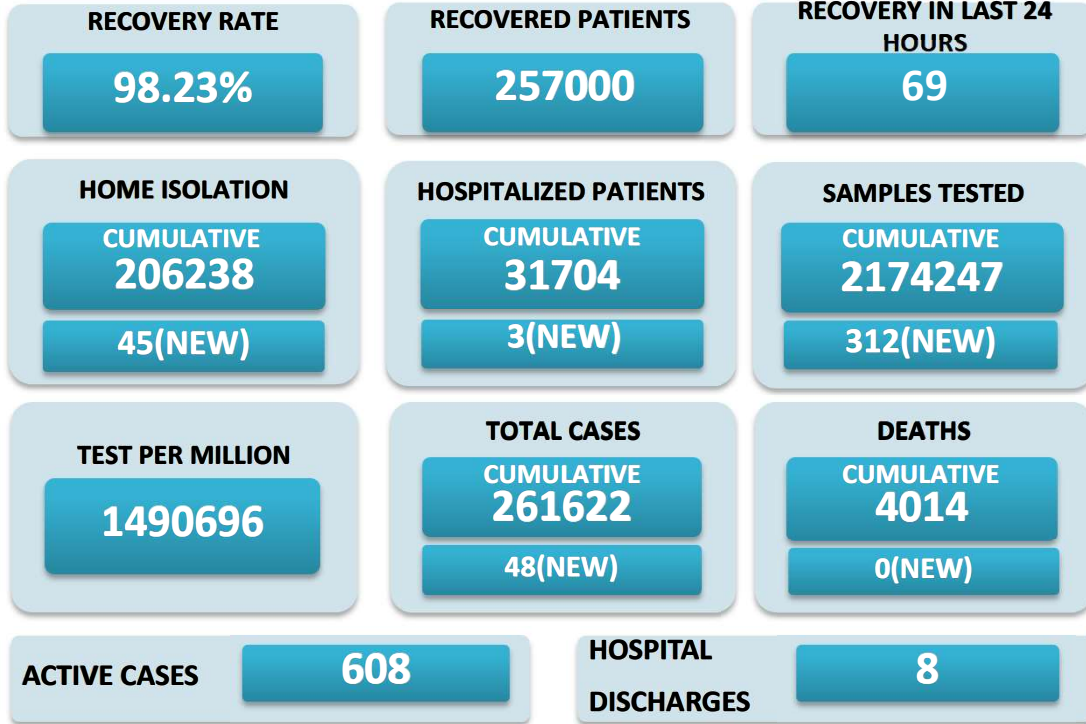 RECOVERY RATE
98.23%
RECOVERED PATIENTS
257000
RECOVERY IN LAST 24
HOURS
69
HOME ISOLATION
CUMULATIVE
206238
45(NEW)
HOSPITALIZED PATIENTS
CUMULATIVE
31704
3(NEW)
SAMPLES TESTED
CUMULATIVE
2174247
312(NEW)
TEST PER MILLION
1490696
TOTAL CASES
CUMULATIVE
261622
48(NEW)
DEATHS
CUMULATIVE
4014
0(NEW)
ACTIVE CASES
608
HOSPITAL
DISCHARGES
8